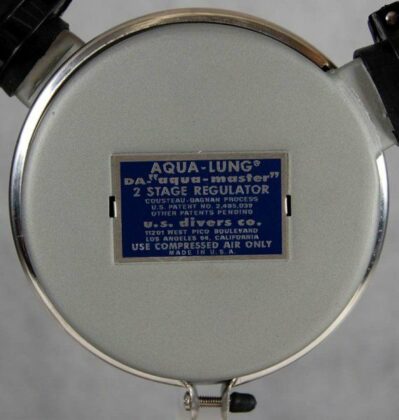 AQUA-LUNG®
DA-"aqua-master"
2 STAGE REGULATOR
COUSTEAU-GAGNAN PROCESS
U.S. PATENT NO. 2,485,039
OTHER PATENTS PENDING
u.s. divers co.
11201 WEST PICO BOULEVARD
LOS ANGELES 64, CALIFORNIA
USE COMPRESSED AIR ONLY
MADE IN U.S.A.